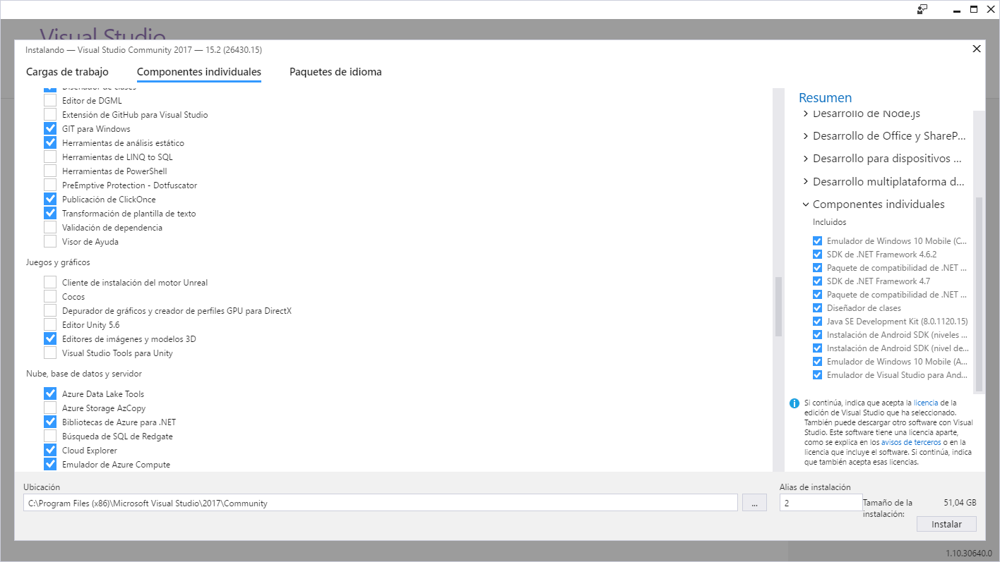 Visual Studio
Instalando — Visual Studio Community 2017 — 15.2 (26430.15)
Cargas de trabajo
Componentes individuales
Paquetes de idioma
Diseñador de clases
Editor de DGML
Extensión de GitHub para Visual Studio
GIT para Windows
Herramientas de análisis estático
Herramientas de LINQ to SQL
Herramientas de PowerShell
PreEmptive Protection - Dotfuscator
Publicación de ClickOnce
Transformación de plantilla de texto
Validación de dependencia
Visor de Ayuda
Juegos y gráficos
Cliente de instalación del motor Unreal
Cocos
Depurador de gráficos y creador de perfiles GPU para DirectX
Editor Unity 5.6
Editores de imágenes y modelos 3D
Visual Studio Tools para Unity
Nube, base de datos y servidor
Azure Data Lake Tools
Azure Storage AzCopy
Bibliotecas de Azure para .NET
Búsqueda de SQL de Redgate
Cloud Explorer
Emulador de Azure Compute
Resumen
Desarrollo de Node.js
Desarrollo de Office y ShareP...
Desarrollo para dispositivos ...
Desarrollo multiplataforma d...
Componentes individuales
Incluidos
Emulador de Windows 10 Mobile (C...
SDK de .NET Framework 4.6.2
Paquete de compatibilidad de .NET ...
SDK de .NET Framework 4.7
Paquete de compatibilidad de .NET ...
Diseñador de clases
Java SE Development Kit (8.0.1120.15)
Instalación de Android SDK (niveles ...
Instalación de Android SDK (nivel de...
Emulador de Windows 10 Mobile (A...
Emulador de Visual Studio para And...
Si continúa, indica que acepta la licencia de la
edición de Visual Studio que ha seleccionado.
También puede descargar otro software con Visual
Studio. Este software tiene una licencia aparte,
como se explica en los avisos de terceros o en la
licencia que incluye el software. Si continúa, indica
que también acepta esas licencias.
Ubicación
C:\Program Files (x86)\Microsoft Visual Studio\2017\Community
...
Alias de instalación
2
Tamaño de la
instalación:
51,04 GB
Instalar
1.10.30640.0